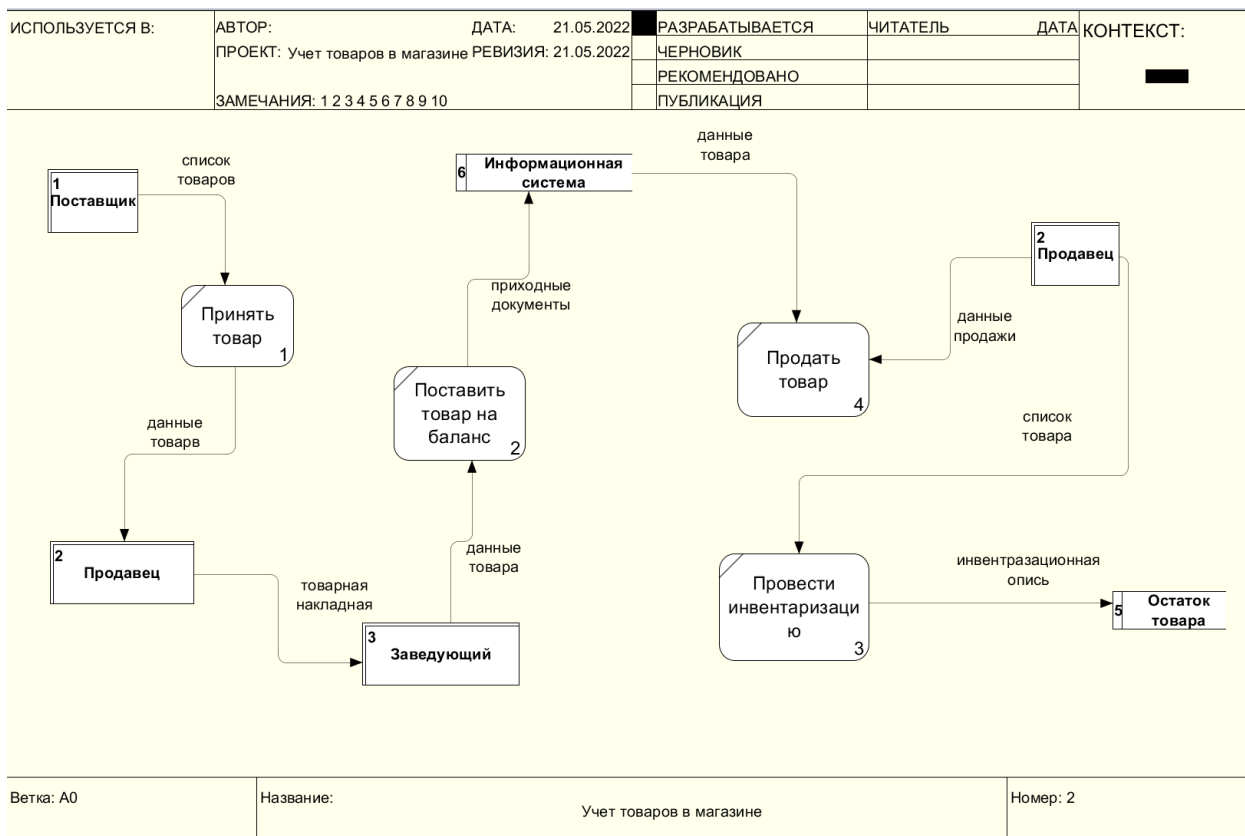 ИСПОЛЬЗУЕТСЯ В:
АВТОР:
ДАТА: 21.05.2022
ПРОЕКТ: Учет товаров в магазине
РЕВИЗИЯ: 21.05.2022
ЗАМЕЧАНИЯ: 1 2 3 4 5 6 7 8 9 10
РАЗРАБАТЫВАЕТСЯ
ЧЕРНОВИК
РЕКОМЕНДОВАНО
ПУБЛИКАЦИЯ
ЧИТАТЕЛЬ
ДАТА
КОНТЕКСТ:
1
Поставщик
список
товаров
Принять
товар
1
данные
товарв
2
Продавец
товарная
накладная
3
Заведующий
данные
товара
Поставить
товар на
баланс
2
приходные
документы
6
Информационная
система
данные
товара
Продать
товар
4
данные
продажи
2
Продавец
список
товара
Провести
инвентаризаци
ю
3
инвентразационная
опись
5
Остаток
товара
Ветка: A0
Название:
Учет товаров в магазине
Номер: 2